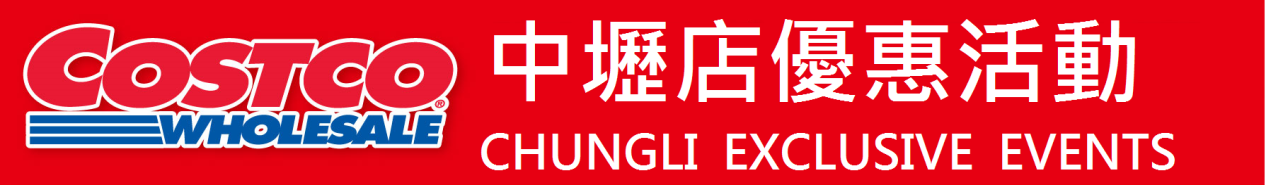 COSTCO
WHOLESALE
中壢店優惠活動
CHUNGLI EXCLUSIVE EVENTS